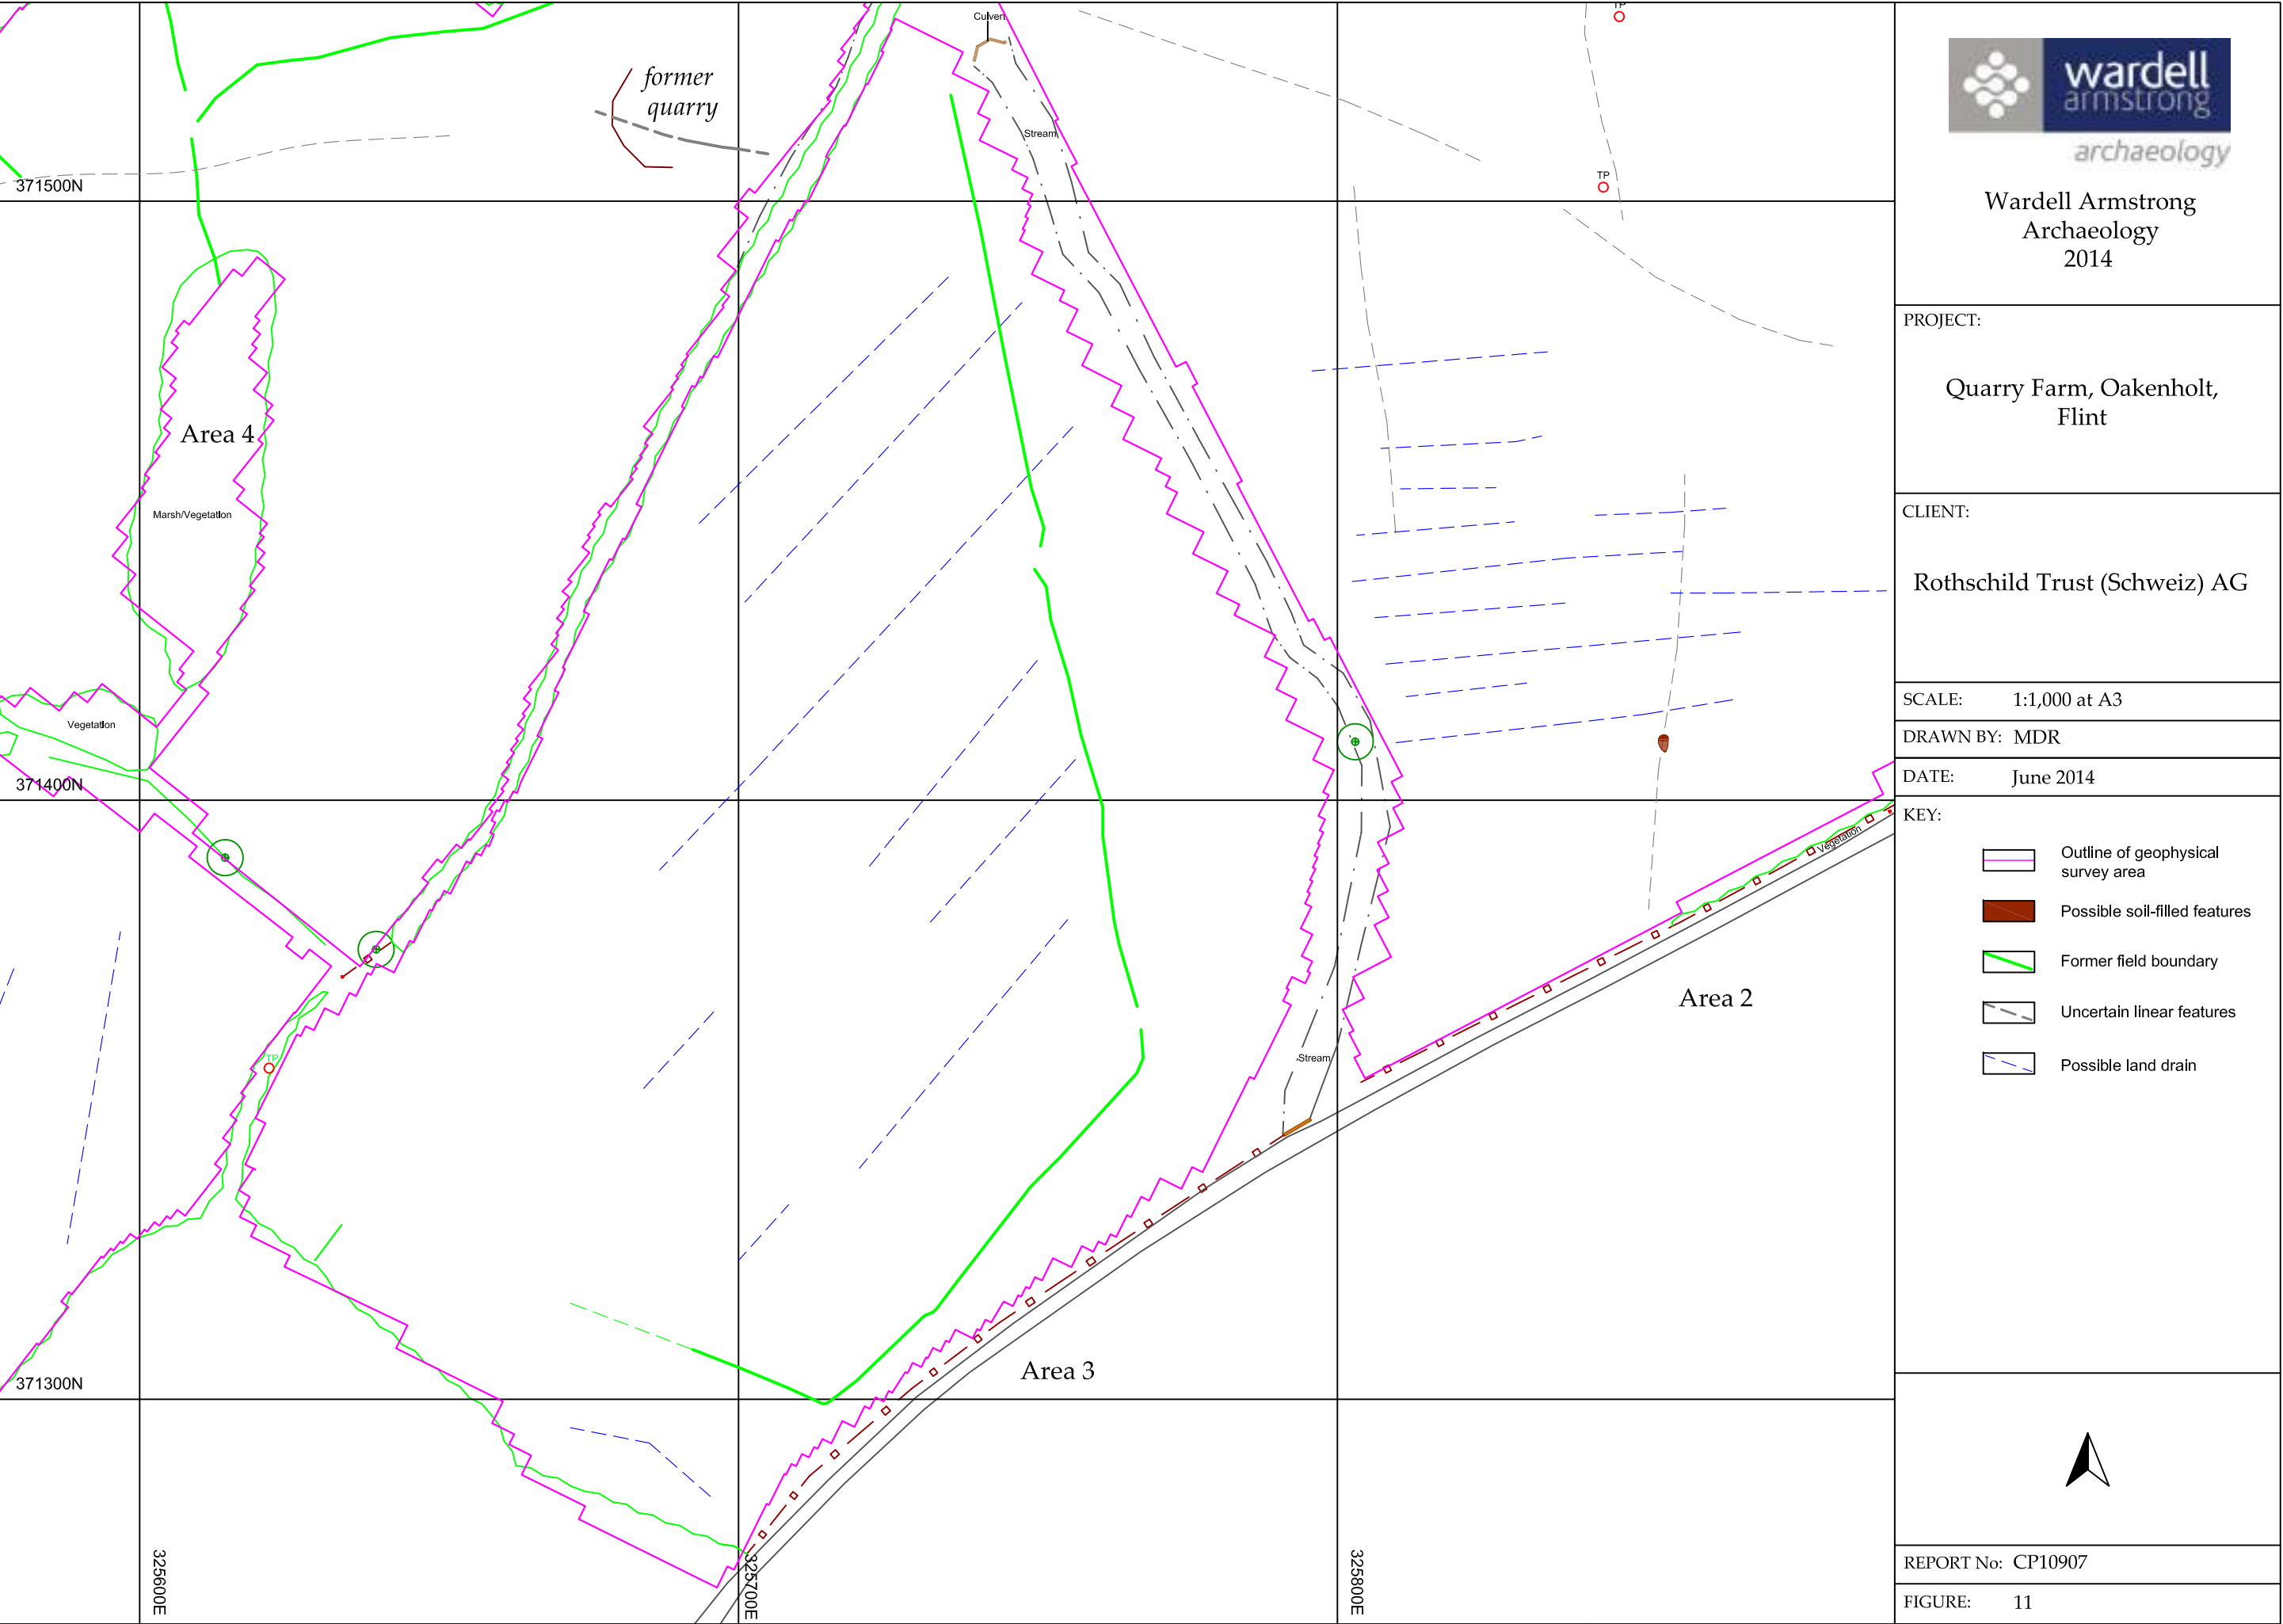 Culvert
TP
former
quarry
Stream
TP
371500N
Area 4
Marsh/Vegetation
Vegetation
371400N
Vegetation
Area 2
Stream
TP
Area 3
371300N
325600E
325700E
325800E
wardell
armstrong
archaeology
Wardell Armstrong
Archaeology
2014
PROJECT:
Quarry Farm, Oakenholt,
Flint
CLIENT:
Rothschild Trust (Schweiz) AG
SCALE: 1:1,000 at A3
DRAWN BY: MDR
DATE: June 2014
KEY:
Outline of geophysical
survey area
Possible soil-filled features
Former field boundary
Uncertain linear features
Possible land drain
REPORT No: CP10907
FIGURE: 11